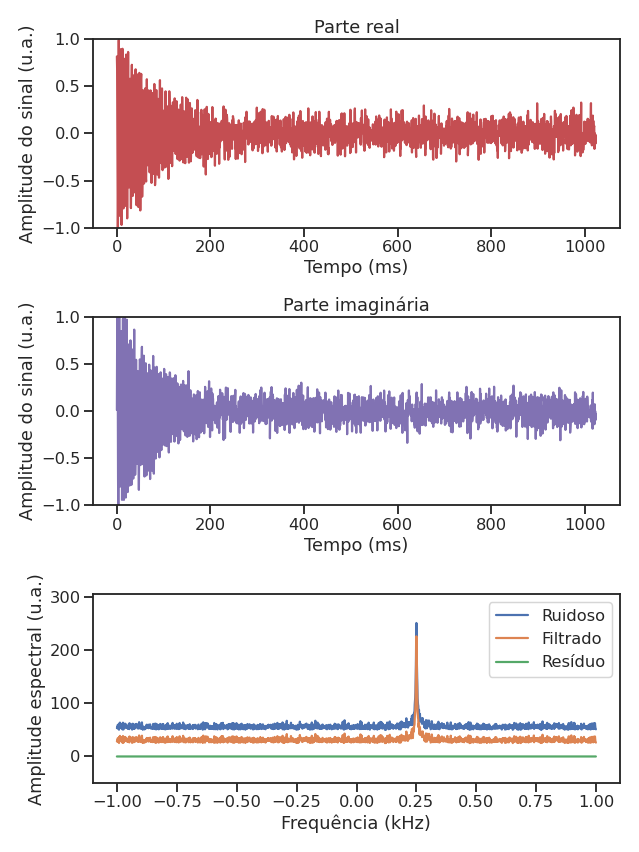 Parte real
1.0
0.5
0.0
−0.5
−1.0
Amplitude do sinal (u.a.)
0 200 400 600 800 1000
Tempo (ms)
Parte imaginária
1.0
0.5
0.0
−0.5
−1.0
Amplitude do sinal (u.a.)
0 200 400 600 800 1000
Tempo (ms)
300
200
100
0
Amplitude espectral (u.a.)
Ruidoso
Filtrado
Resíduo
−1.00 −0.75 −0.50 −0.25 0.00 0.25 0.50 0.75 1.00
Frequência (kHz)